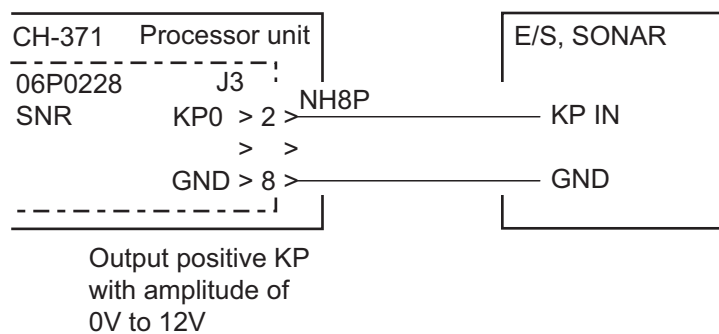 CH-371 Processor unit
E/S, SONAR
06P0228 J3
SNR KP0 > 2 > NH8P KP IN
> >
GND > 8 > GND
Output positive KP
with amplitude of
0V to 12V